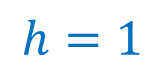 h = 1